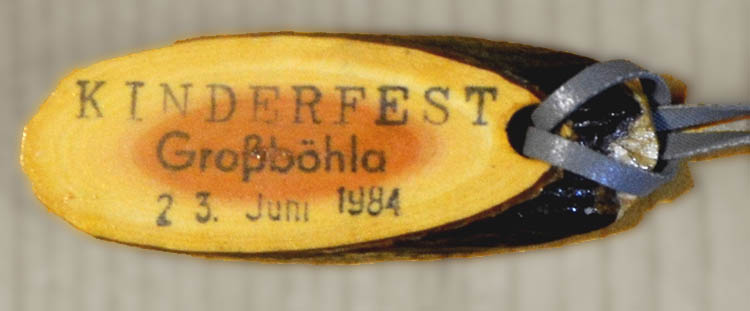 KINDERFEST
Großböhla
23. Juni 1984